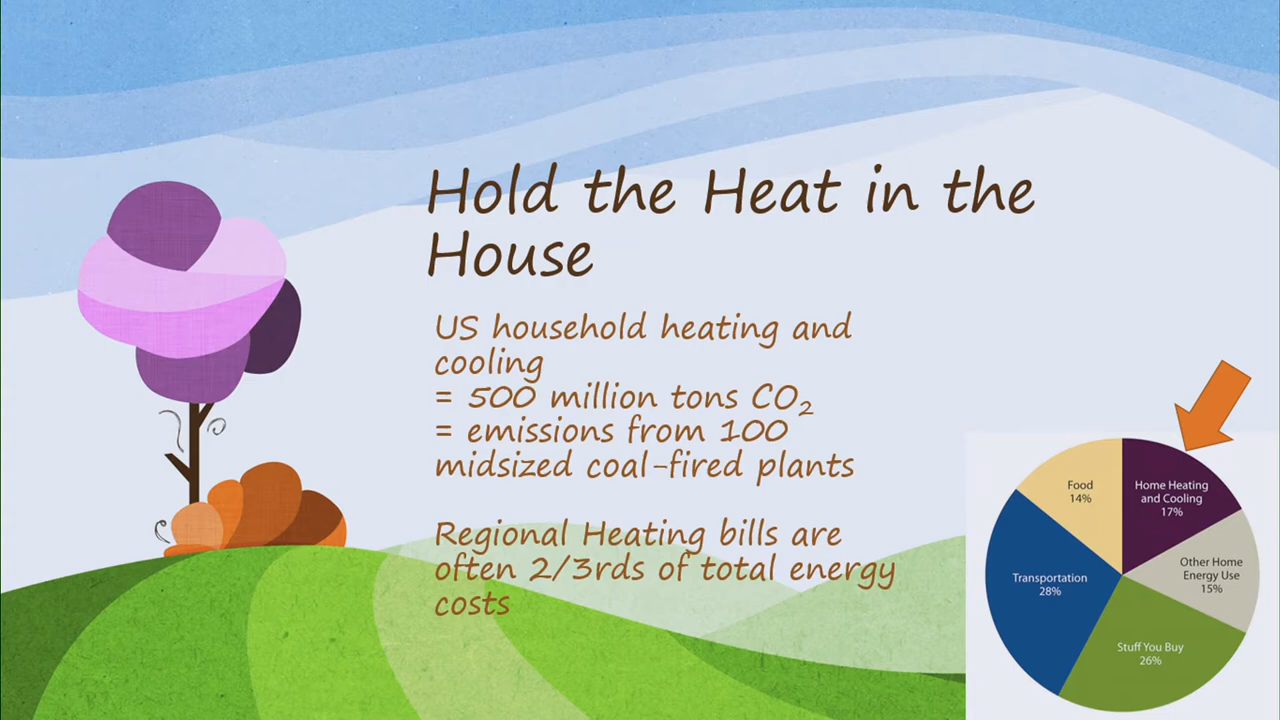 Hold the Heat in the
House
US household heating and
cooling
= 500 million tons CO₂
= emissions from 100
midsized coal-fired plants
Regional Heating bills are
often 2/3rds of total energy
costs
Food
14%
Home Heating
and Cooling
17%
Other Home
Energy Use
15%
Transportation
28%
Stuff You Buy
26%